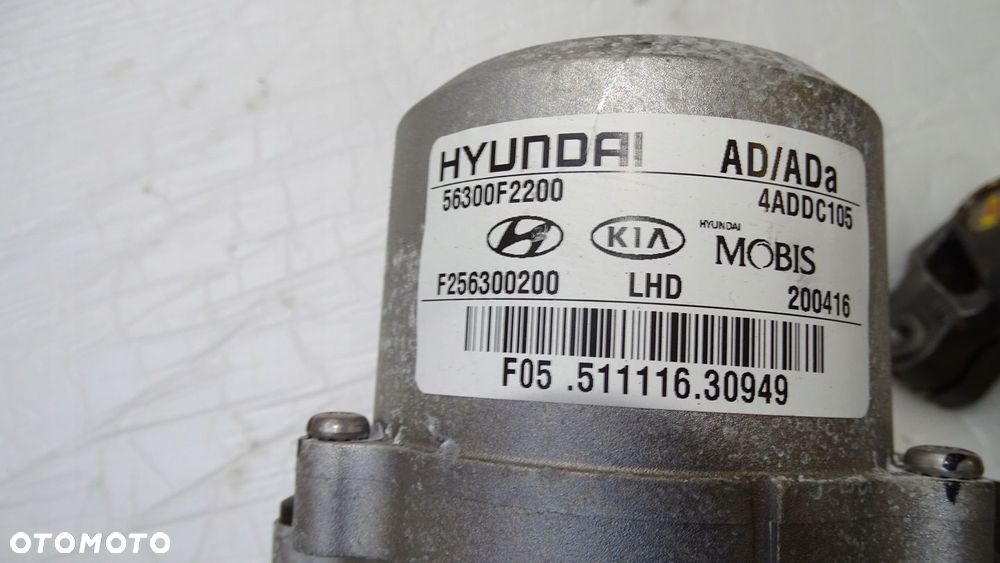 HYUNDAI AD/ADa
56300F2200 4ADDC105
KIA HYUNDAI MOBIS
F256300200 LHD 200416
F05 .511116.30949
OTOMOTO